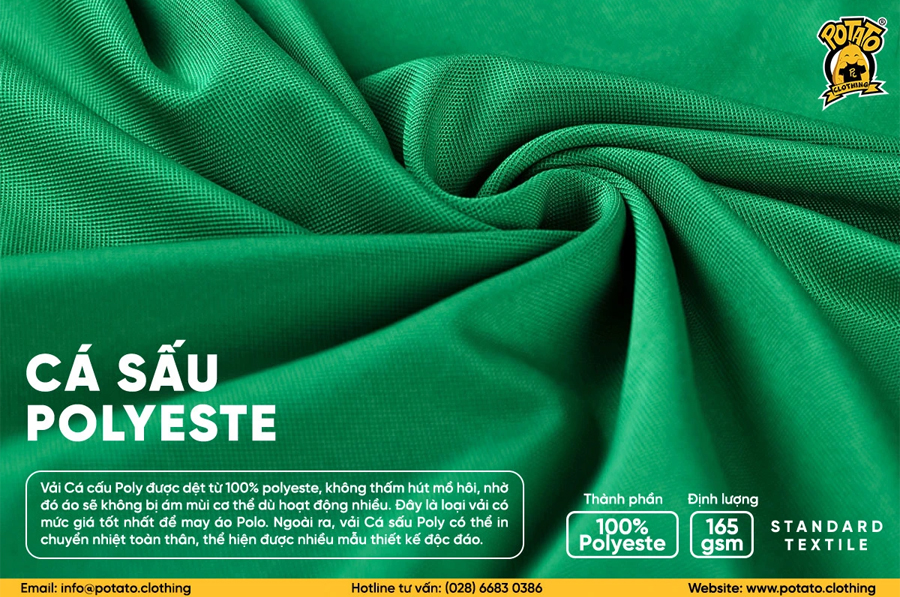 POTATO
®
PL
CLOTHING
CÁ SẤU
POLYESTE
Vải Cá cấu Poly được dệt từ 100% polyeste, không thấm hút mồ hôi, nhờ
đó áo sẽ không bị ám mùi cơ thể dù hoạt động nhiều. Đây là loại vải có
mức giá tốt nhất để may áo Polo. Ngoài ra, vải Cá sấu Poly có thể in
chuyển nhiệt toàn thân, thể hiện được nhiều mẫu thiết kế độc đáo.
Thành phần
100%
Polyeste
Định lượng
165
gsm
STANDARD
TEXTILE
Email: info@potato.clothing
Hotline tư vấn: (028) 6683 0386
Website: www.potato.clothing